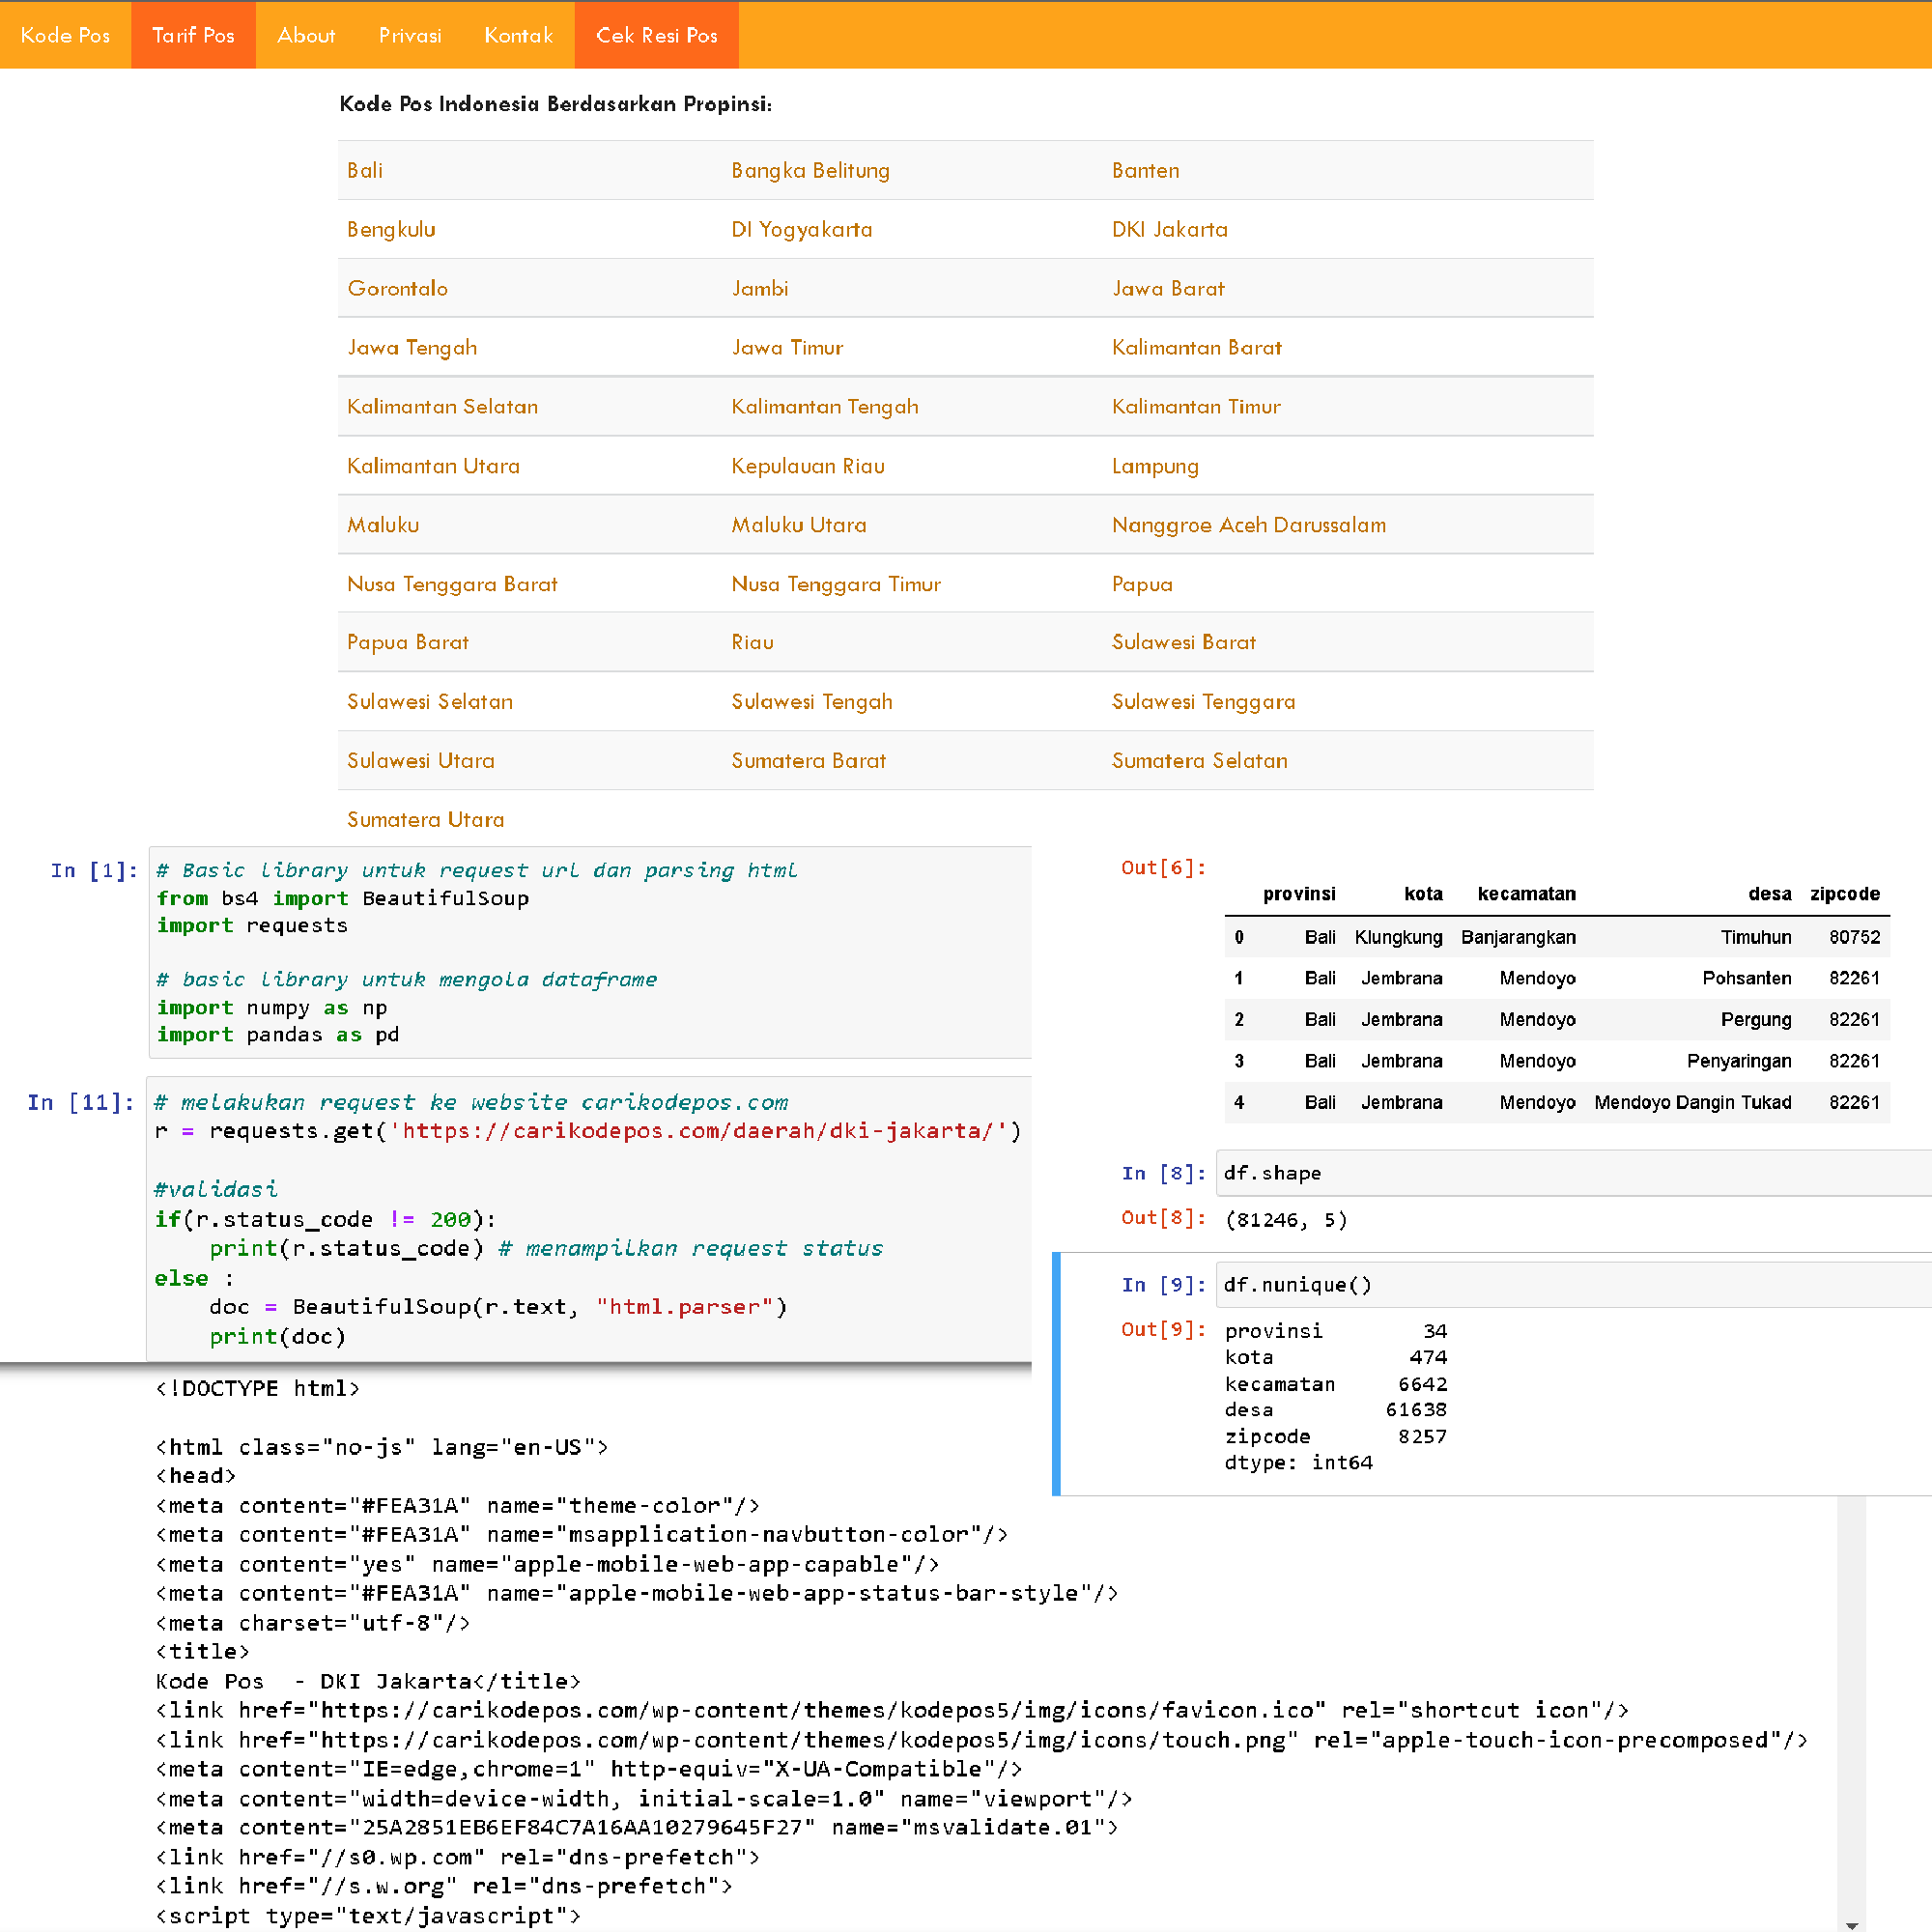 Kode Pos Tarif Pos About Privasi Kontak Cek Resi Pos
Kode Pos Indonesia Berdasarkan Propinsi:
Bali Bangka Belitung Banten
Bengkulu DI Yogyakarta DKI Jakarta
Gorontalo Jambi Jawa Barat
Jawa Tengah Jawa Timur Kalimantan Barat
Kalimantan Selatan Kalimantan Tengah Kalimantan Timur
Kalimantan Utara Kepulauan Riau Lampung
Maluku Maluku Utara Nanggroe Aceh Darussalam
Nusa Tenggara Barat Nusa Tenggara Timur Papua
Papua Barat Riau Sulawesi Barat
Sulawesi Selatan Sulawesi Tengah Sulawesi Tenggara
Sulawesi Utara Sumatera Barat Sumatera Selatan
Sumatera Utara
In [1]: # Basic library untuk request url dan parsing html
from bs4 import BeautifulSoup
import requests
# basic library untuk mengola dataframe
import numpy as np
import pandas as pd
In [11]: # melakukan request ke website carikodepos.com
r = requests.get('https://carikodepos.com/daerah/dki-jakarta/')
#validasi
if(r.status_code != 200):
print(r.status_code) # menampilkan request status
else :
doc = BeautifulSoup(r.text, "html.parser")
print(doc)
Out[6]:
provinsi kota kecamatan desa zipcode
0 Bali Klungkung Banjarangkan Timuhun 80752
1 Bali Jembrana Mendoyo Pohsanten 82261
2 Bali Jembrana Mendoyo Pergung 82261
3 Bali Jembrana Mendoyo Penyaringan 82261
4 Bali Jembrana Mendoyo Mendoyo Dangin Tukad 82261
In [8]: df.shape
Out[8]: (81246, 5)
In [9]: df.nunique()
Out[9]: provinsi 34
kota 474
kecamatan 6642
desa 61638
zipcode 8257
dtype: int64
<!DOCTYPE html>
<html class="no-js" lang="en-US">
<head>
<meta content="#FEA31A" name="theme-color"/>
<meta content="#FEA31A" name="msapplication-navbutton-color"/>
<meta content="yes" name="apple-mobile-web-app-capable"/>
<meta content="#FEA31A" name="apple-mobile-web-app-status-bar-style"/>
<meta charset="utf-8"/>
<title>
Kode Pos  - DKI Jakarta</title>
<link href="https://carikodepos.com/wp-content/themes/kodepos5/img/icons/favicon.ico" rel="shortcut icon"/>
<link href="https://carikodepos.com/wp-content/themes/kodepos5/img/icons/touch.png" rel="apple-touch-icon-precomposed"/>
<meta content="IE=edge,chrome=1" http-equiv="X-UA-Compatible"/>
<meta content="width=device-width, initial-scale=1.0" name="viewport"/>
<meta content="25A2851EB6EF84C7A16AA10279645F27" name="msvalidate.01">
<link href="//s0.wp.com" rel="dns-prefetch">
<link href="//s.w.org" rel="dns-prefetch">
<script type="text/javascript">